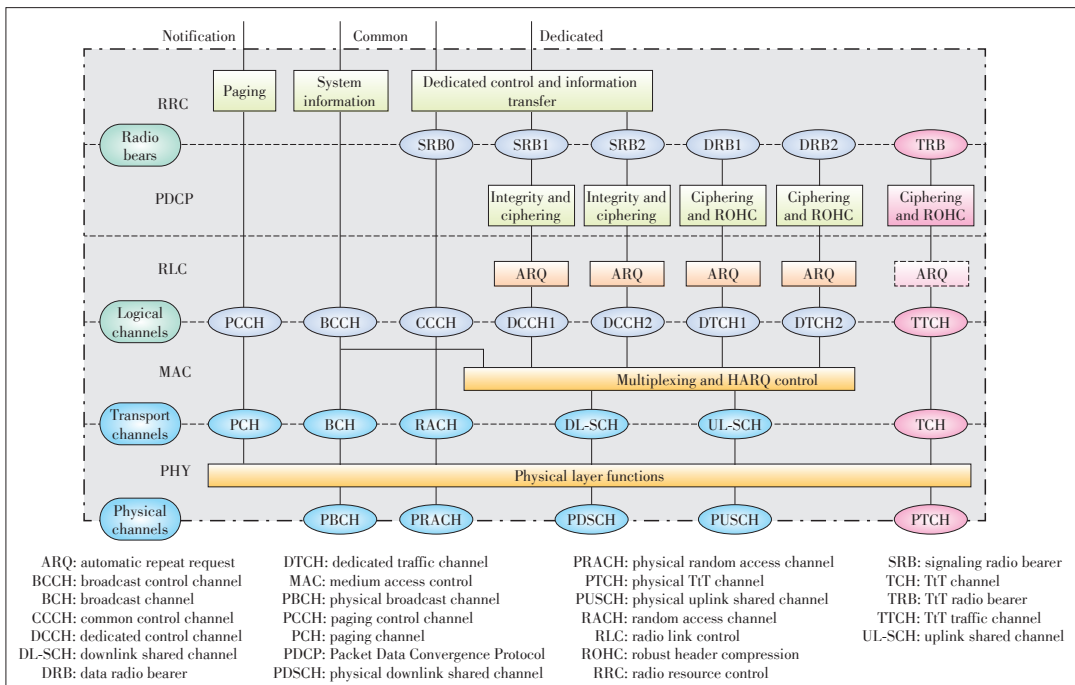 Notification
Common
Dedicated
RRC
Paging
System
information
Dedicated control and information
transfer
Radio
bears
SRB0
SRB1
SRB2
DRB1
DRB2
TRB
PDCP
Integrity and
ciphering
Integrity and
ciphering
Ciphering
and ROHC
Ciphering
and ROHC
Ciphering
and ROHC
RLC
ARQ
ARQ
ARQ
ARQ
ARQ
Logical
channels
PCCH
BCCH
CCCH
DCCH1
DCCH2
DTCH1
DTCH2
TTCH
MAC
Multiplexing and HARQ control
Transport
channels
PCH
BCH
RACH
DL-SCH
UL-SCH
TCH
PHY
Physical layer functions
Physical
channels
PBCH
PRACH
PDSCH
PUSCH
PTCH
ARQ: automatic repeat request
BCCH: broadcast control channel
BCH: broadcast channel
CCCH: common control channel
DCCH: dedicated control channel
DL-SCH: downlink shared channel
DRB: data radio bearer
DTCH: dedicated traffic channel
MAC: medium access control
PBCH: physical broadcast channel
PCCH: paging control channel
PCH: paging channel
PDCP: Packet Data Convergence Protocol
PDSCH: physical downlink shared channel
PRACH: physical random access channel
PTCH: physical TtT channel
PUSCH: physical uplink shared channel
RACH: random access channel
RLC: radio link control
ROHC: robust header compression
RRC: radio resource control
SRB: signaling radio bearer
TCH: TtT channel
TRB: TtT radio bearer
TTCH: TtT traffic channel
UL-SCH: uplink shared channel